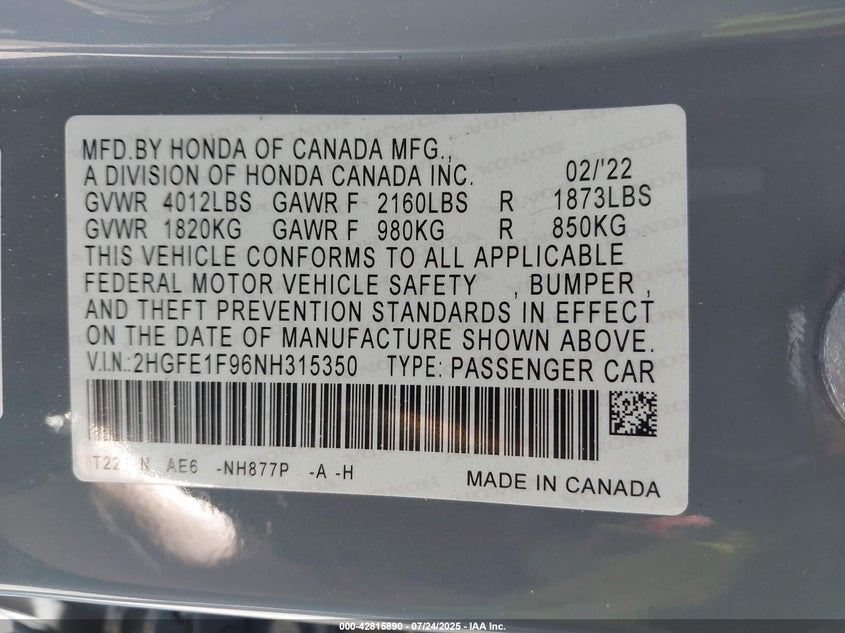 MFD.BY HONDA OF CANADA MFG.,
A DIVISION OF HONDA CANADA INC. 02/'22
GVWR 4012LBS GAWR F 2160LBS R 1873LBS
GVWR 1820KG GAWR F 980KG R 850KG
THIS VEHICLE CONFORMS TO ALL APPLICABLE
FEDERAL MOTOR VEHICLE SAFETY , BUMPER ,
AND THEFT PREVENTION STANDARDS IN EFFECT
ON THE DATE OF MANUFACTURE SHOWN ABOVE.
V.I.N.:2HGFE1F96NH315350 TYPE: PASSENGER CAR
T22 N AE6 -NH877P -A -H
MADE IN CANADA
000-42815890 - 07/24/2025 - IAA Inc.